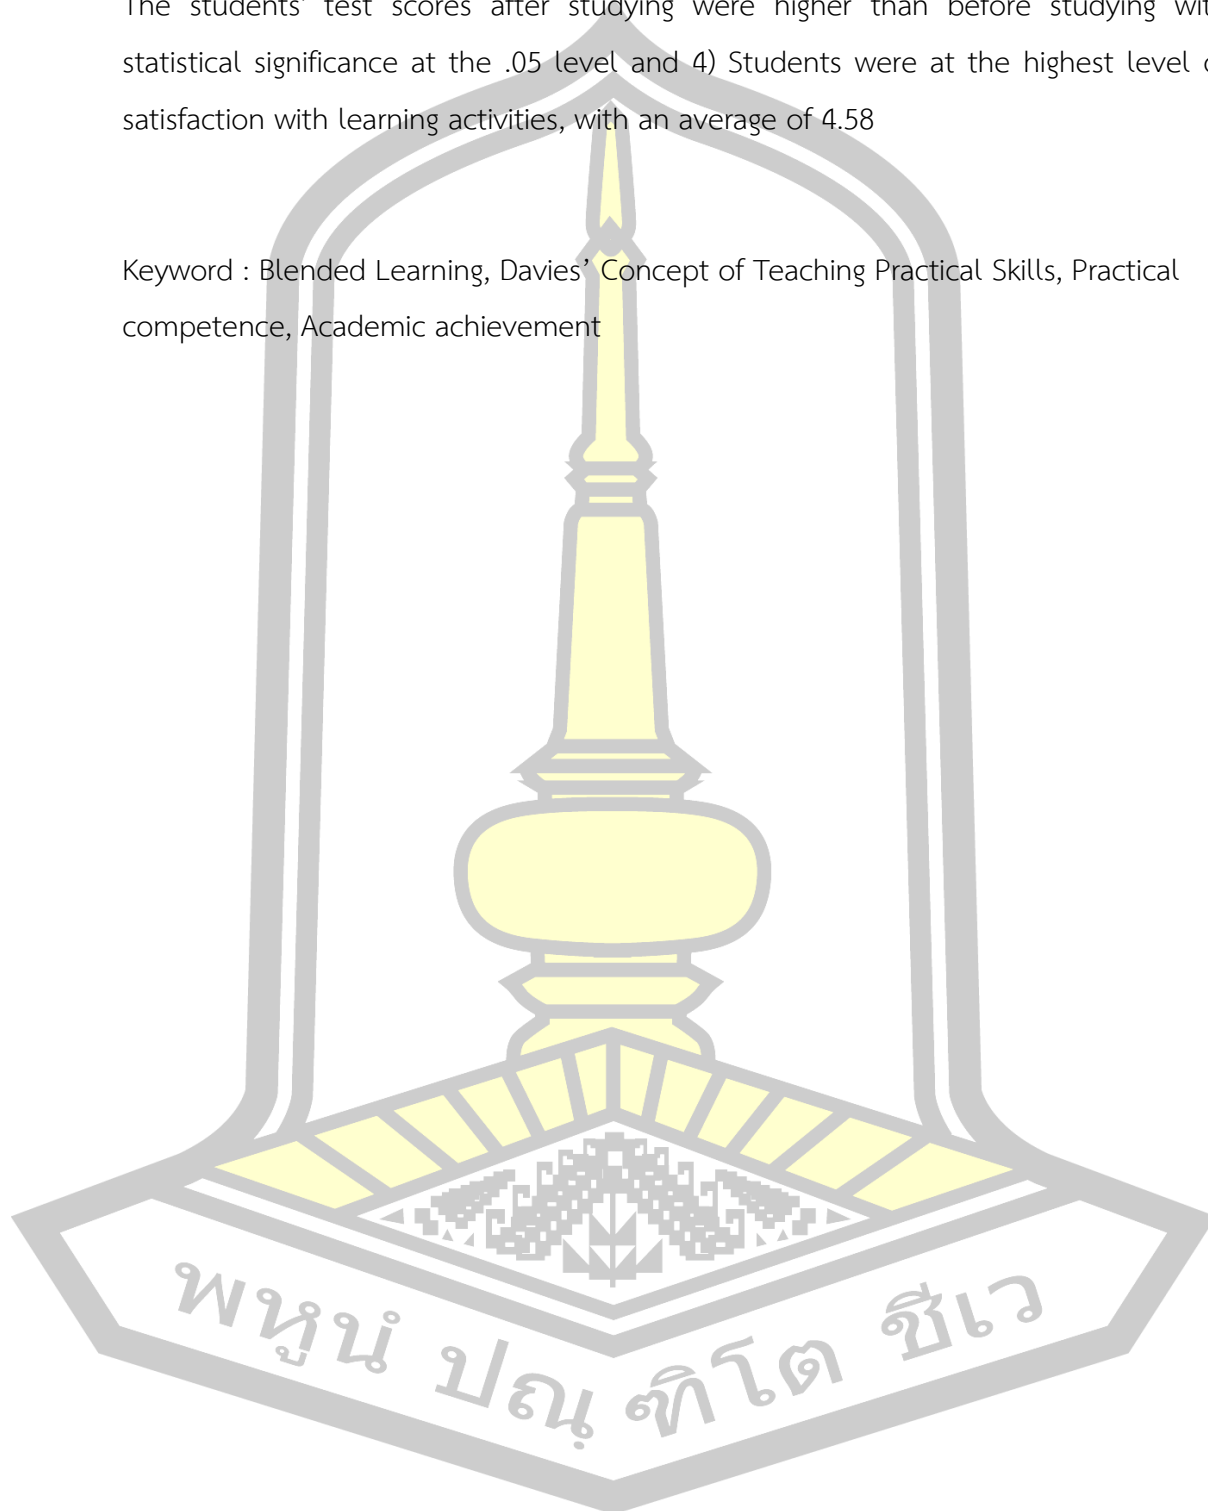 The students' test scores after studying were higher than before studying wit
statistical significance at the .05 level and 4) Students were at the highest level o
satisfaction with learning activities, with an average of 4.58
Keyword : Blended Learning, Davies' Concept of Teaching Practical Skills, Practical
competence, Academic achievement
พหูนํ ปณฺฑิโต ชีเว